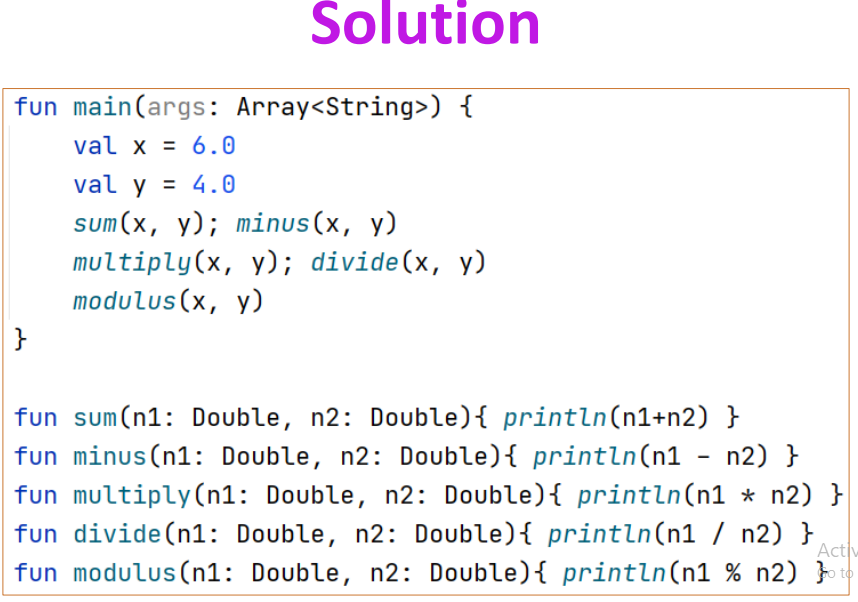 Solution
fun main(args: Array<String>) {
    val x = 6.0
    val y = 4.0
    sum(x, y); minus(x, y)
    multiply(x, y); divide(x, y)
    modulus(x, y)
}
fun sum(n1: Double, n2: Double){ println(n1+n2) }
fun minus(n1: Double, n2: Double){ println(n1 - n2) }
fun multiply(n1: Double, n2: Double){ println(n1 * n2) }
fun divide(n1: Double, n2: Double){ println(n1 / n2) }
fun modulus(n1: Double, n2: Double){ println(n1 % n2) }
Go to